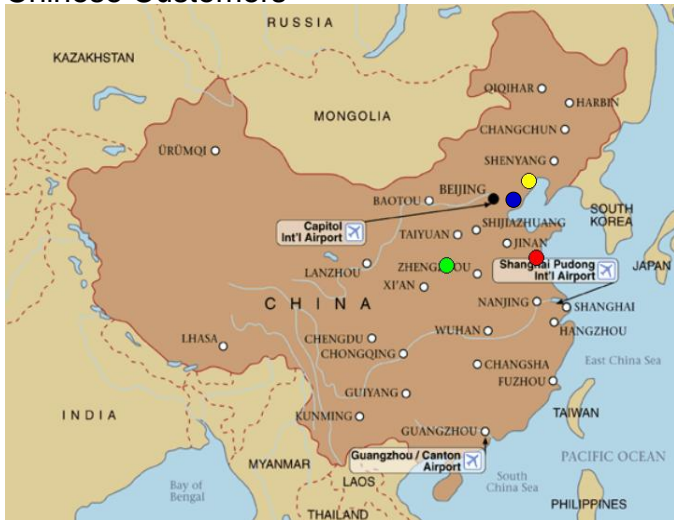 Chinese Customers
RUSSIA
KAZAKHSTAN
MONGOLIA
QIQIHAR
HARBIN
CHANGCHUN
ÜRÜMQI
SHENYANG
BEIJING
BAOTOU
Capitol
Int'l Airport
SHIJIAZHUANG
SOUTH
KOREA
TAIYUAN
JINAN
LANZHOU
Shanghai Pudong
Int'l Airport
JAPAN
XI'AN
CHINA
NANJING
SHANGHAI
HANGZHOU
WUHAN
LHASA
CHENGDU
CHONGQING
East China Sea
CHANGSHA
FUZHOU
GUIYANG
INDIA
KUNMING
TAIWAN
GUANGZHOU
Guangzhou / Canton
Airport
PACIFIC OCEAN
MYANMAR
LAOS
South
China Sea
Bay of
Bengal
PHILIPPINES
THAILAND